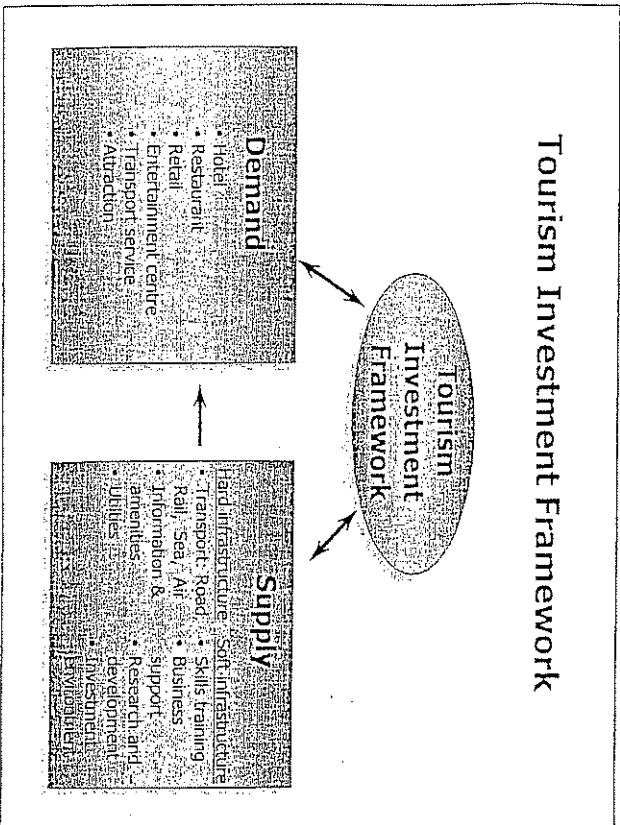 Tourism Investment Framework
Tourism
Investment
Framework
Demand
• Hotel
• Restaurant
• Retail
• Entertainment centre
• Transport service
• Attraction
Supply
Hard infrastructure
• Transport: Road,
Rail, Sea, Air
• Information &
amenities
• Utilities
Soft infrastructure
• Skills training
• Business
support
• Research and
development
• Investment
environment